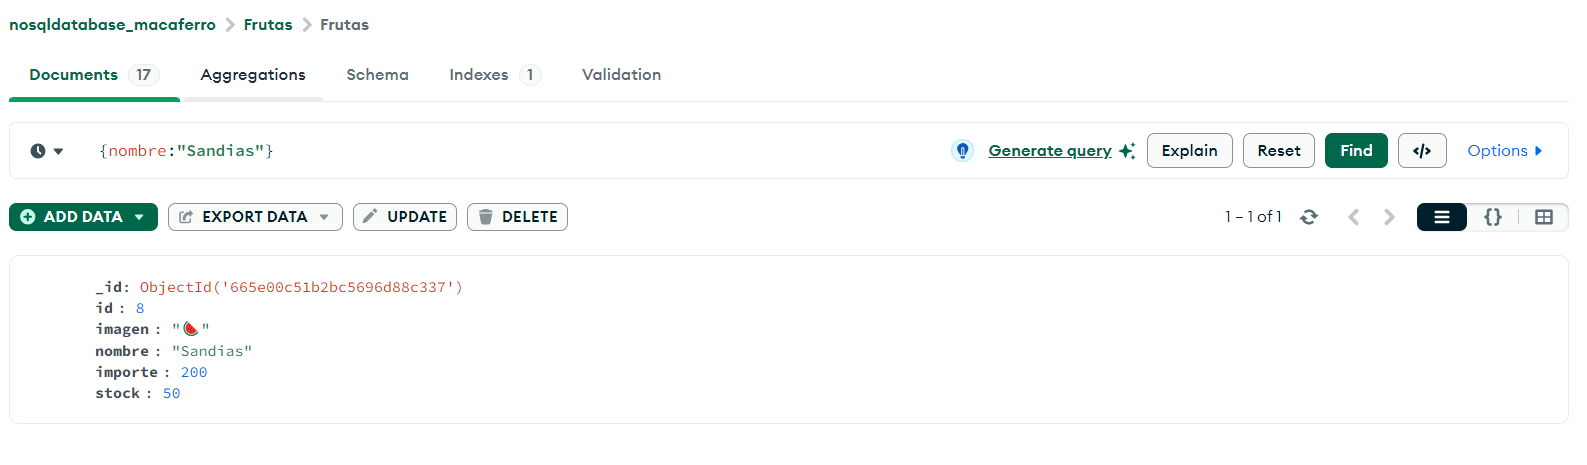 nosqldatabase_macaferro > Frutas > Frutas
Documents 17 Aggregations Schema Indexes 1 Validation
{nombre:"Sandias"} Generate query Explain Reset Find </> Options
ADD DATA EXPORT DATA UPDATE DELETE 1 – 1 of 1 {}
_id: ObjectId('665e00c51b2bc5696d88c337')
id : 8
imagen : "🍉"
nombre : "Sandias"
importe : 200
stock : 50